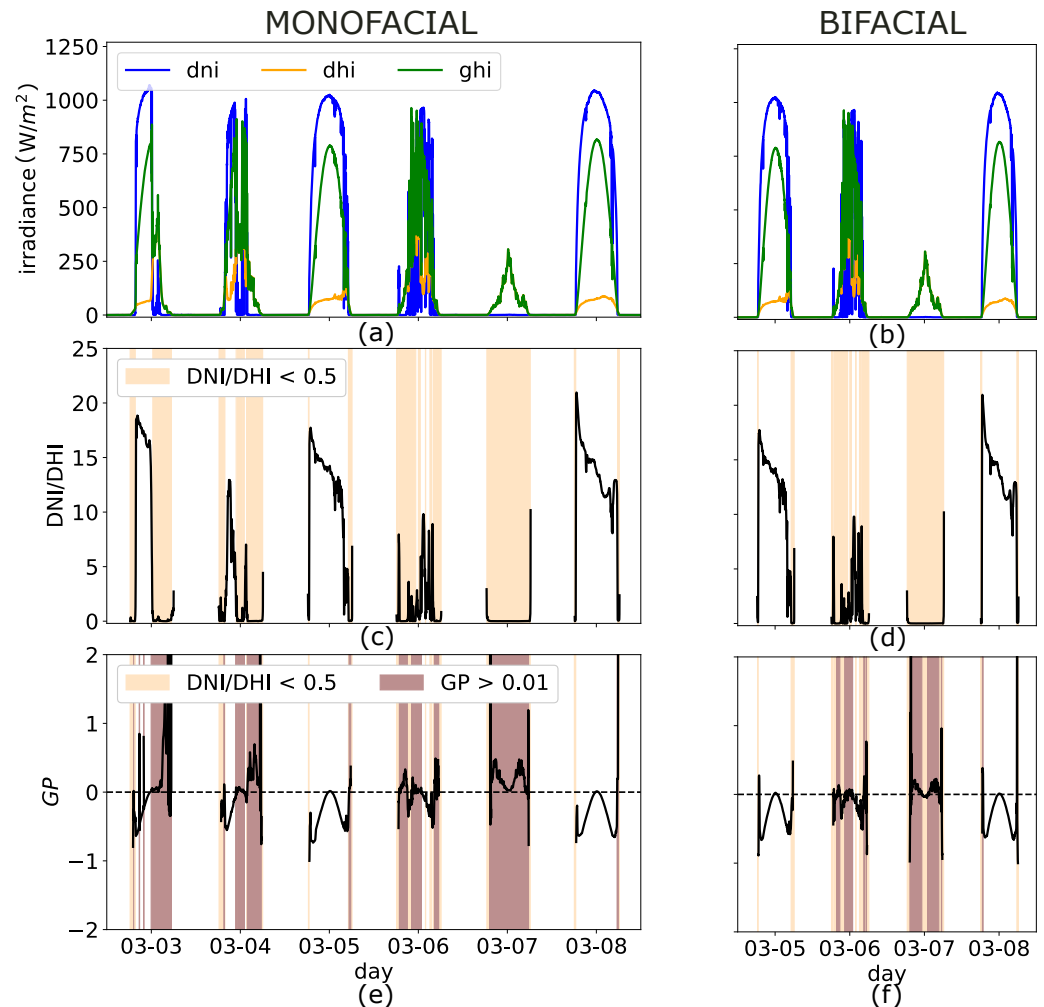 MONOFACIAL BIFACIAL
dni dhi ghi
irradiance (W/m²)
1250
1000
750
500
250
0
(a) (b)
DNI/DHI < 0.5
DNI/DHI
25
20
15
10
5
0
(c) (d)
DNI/DHI < 0.5 GP > 0.01
GP
2
1
0
−1
−2
03-03 03-04 03-05 03-06 03-07 03-08 03-05 03-06 03-07 03-08
day day
(e) (f)